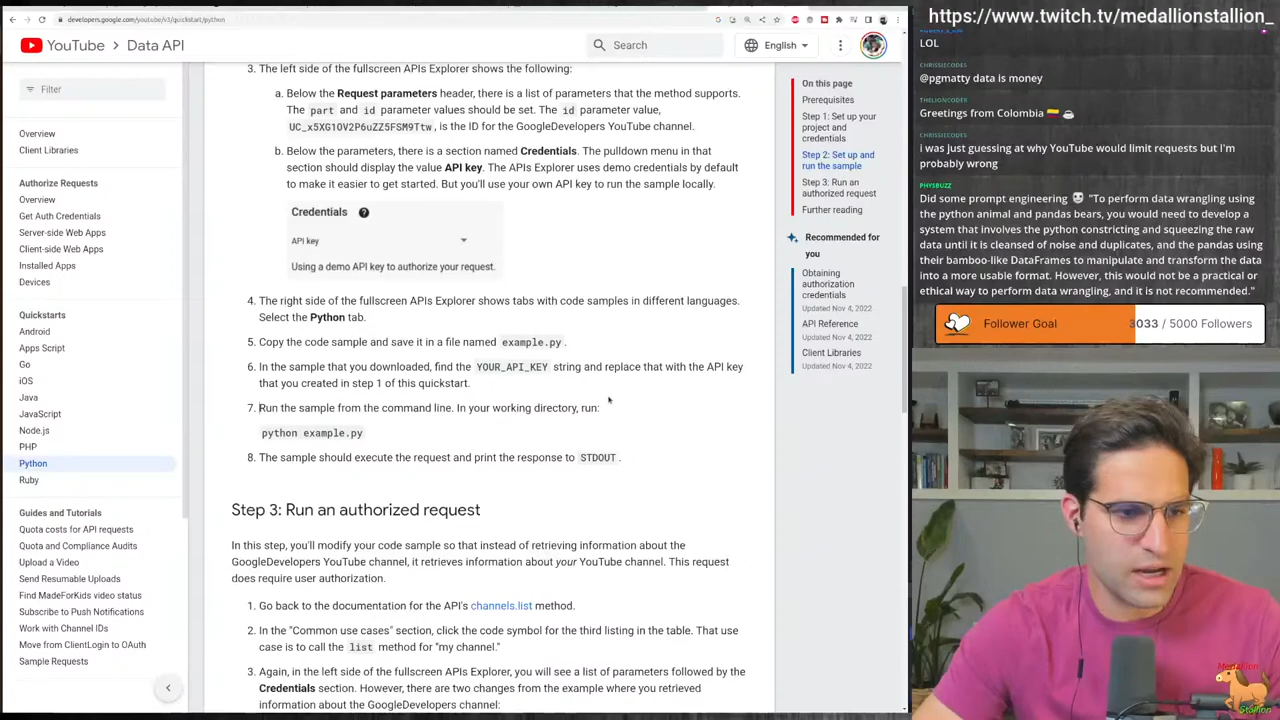 developers.google.com/youtube/v3/quickstart/python
https://www.twitch.tv/medallionstallion_
YouTube > Data API
Search
English
Filter
Overview
Client Libraries
Authorize Requests
Overview
Get Auth Credentials
Server-side Web Apps
Client-side Web Apps
Installed Apps
Devices
Quickstarts
Android
Apps Script
Go
iOS
Java
JavaScript
Node.js
PHP
Python
Ruby
Guides and Tutorials
Quota costs for API requests
Quota and Compliance Audits
Upload a Video
Send Resumable Uploads
Find MadeForKids video status
Subscribe to Push Notifications
Work with Channel IDs
Move from ClientLogin to OAuth
Sample Requests
3. The left side of the fullscreen APIs Explorer shows the following:
a. Below the Request parameters header, there is a list of parameters that the method supports.
The part and id parameter values should be set. The id parameter value,
UC_x5XG1OV2P6uZZ5FSM9Ttw, is the ID for the GoogleDevelopers YouTube channel.
b. Below the parameters, there is a section named Credentials. The pulldown menu in that
section should display the value API key. The APIs Explorer uses demo credentials by default
to make it easier to get started. But you'll use your own API key to run the sample locally.
Credentials
API key
Using a demo API key to authorize your request.
4. The right side of the fullscreen APIs Explorer shows tabs with code samples in different languages.
Select the Python tab.
5. Copy the code sample and save it in a file named example.py.
6. In the sample that you downloaded, find the YOUR_API_KEY string and replace that with the API key
that you created in step 1 of this quickstart.
7. Run the sample from the command line. In your working directory, run:
python example.py
8. The sample should execute the request and print the response to STDOUT.
Step 3: Run an authorized request
In this step, you'll modify your code sample so that instead of retrieving information about the
GoogleDevelopers YouTube channel, it retrieves information about your YouTube channel. This request
does require user authorization.
1. Go back to the documentation for the API's channels.list method.
2. In the "Common use cases" section, click the code symbol for the third listing in the table. That use
case is to call the list method for "my channel."
3. Again, in the left side of the fullscreen APIs Explorer, you will see a list of parameters followed by the
Credentials section. However, there are two changes from the example where you retrieved
information about the GoogleDevelopers channel:
On this page
Prerequisites
Step 1: Set up your
project and
credentials
Step 2: Set up and
run the sample
Step 3: Run an
authorized request
Further reading
Recommended for
you
Obtaining
authorization
credentials
Updated Nov 4, 2022
API Reference
Updated Nov 4, 2022
Client Libraries
Updated Nov 4, 2022
LOL
CHRISSIECODES
@pgmatty data is money
THELIONCODER
Greetings from Colombia 🇨🇴 ☕
CHRISSIECODES
i was just guessing at why YouTube would limit requests but I'm
probably wrong
PHYSBUZZ
Did some prompt engineering "To perform data wrangling using
the python animal and pandas bears, you would need to develop a
system that involves the python constricting and squeezing the raw
data until it is cleansed of noise and duplicates, and the pandas using
their bamboo-like DataFrames to manipulate and transform the data
into a more usable format. However, this would not be a practical or
ethical way to perform data wrangling, and it is not recommended."
Follower Goal 3033 / 5000 Followers
Medallion
Stallion